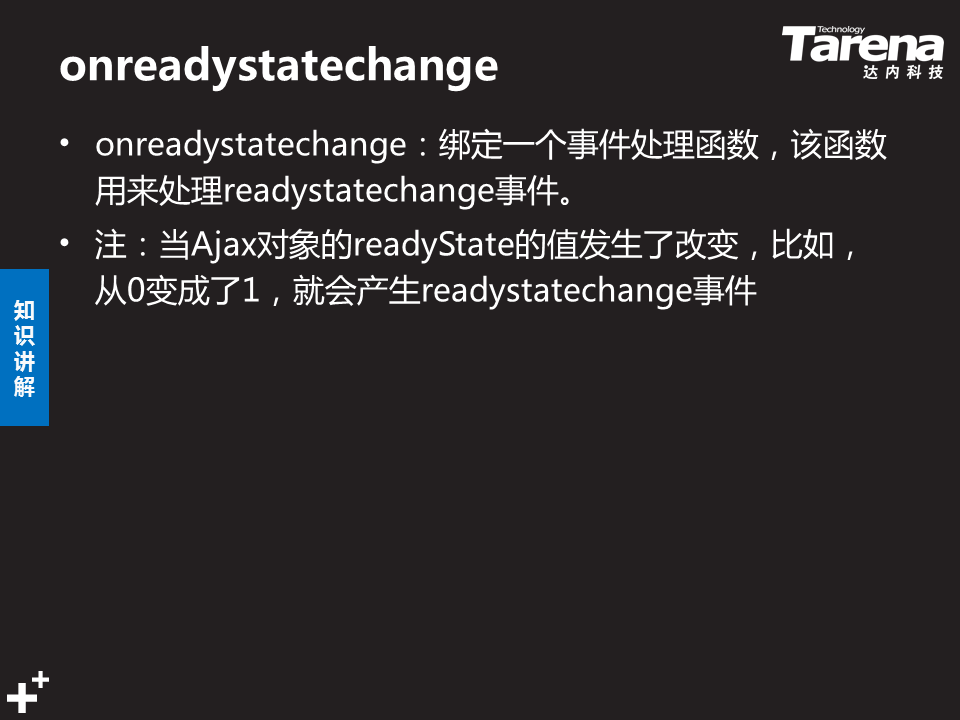 onreadystatechange
Technology
Tarena
达内科技
• onreadystatechange：绑定一个事件处理函数，该函数
用来处理readystatechange事件。
• 注：当Ajax对象的readyState的值发生了改变，比如，
从0变成了1，就会产生readystatechange事件
知
识
讲
解